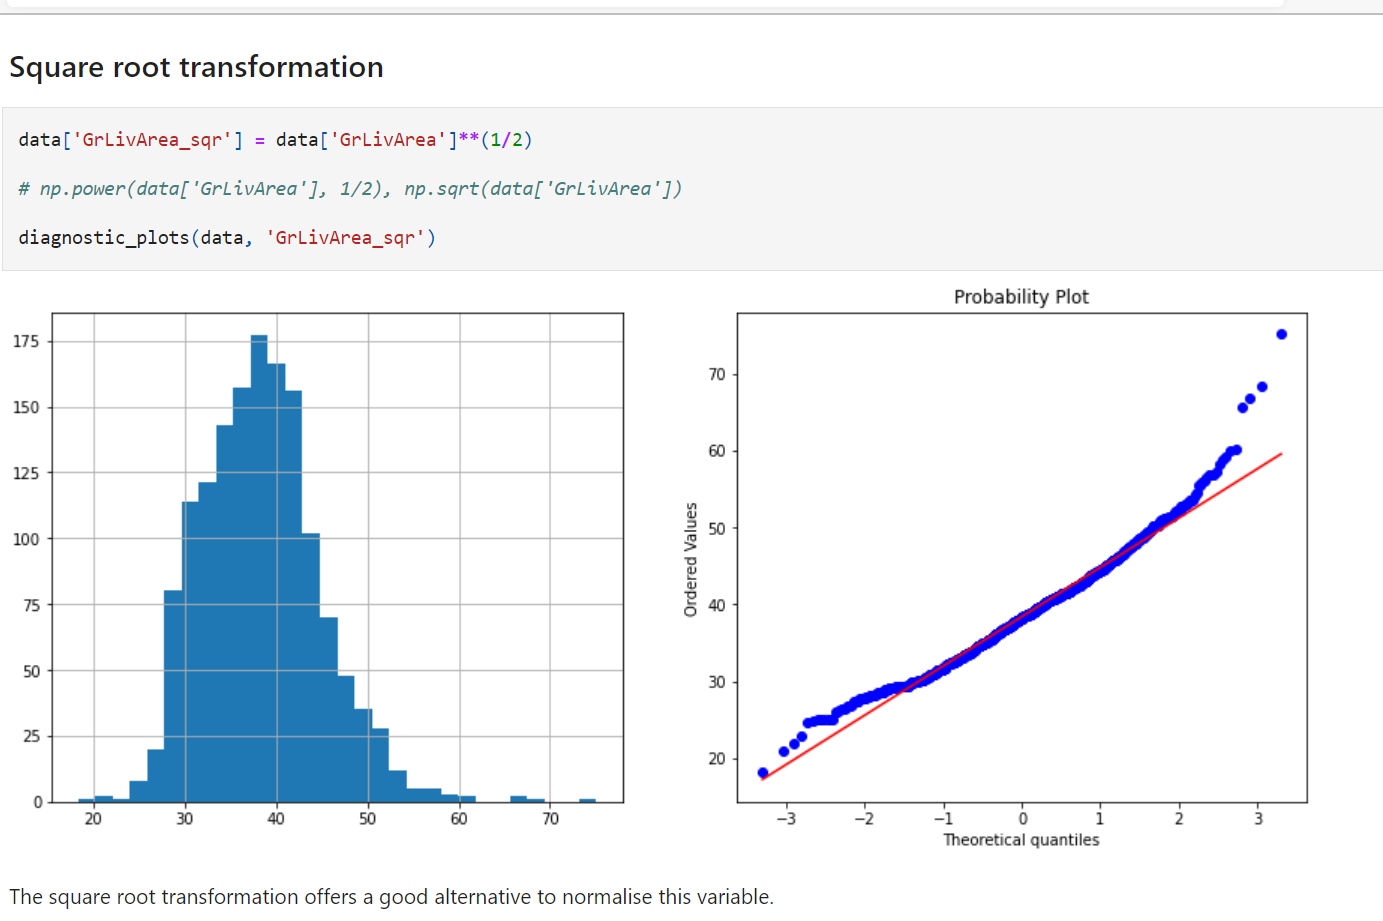 Square root transformation
data['GrLivArea_sqr'] = data['GrLivArea']**(1/2)
# np.power(data['GrLivArea'], 1/2), np.sqrt(data['GrLivArea'])
diagnostic_plots(data, 'GrLivArea_sqr')
175
150
125
100
75
50
25
0
20 30 40 50 60 70
Probability Plot
Ordered Values
70
60
50
40
30
20
−3 −2 −1 0 1 2 3
Theoretical quantiles
The square root transformation offers a good alternative to normalise this variable.